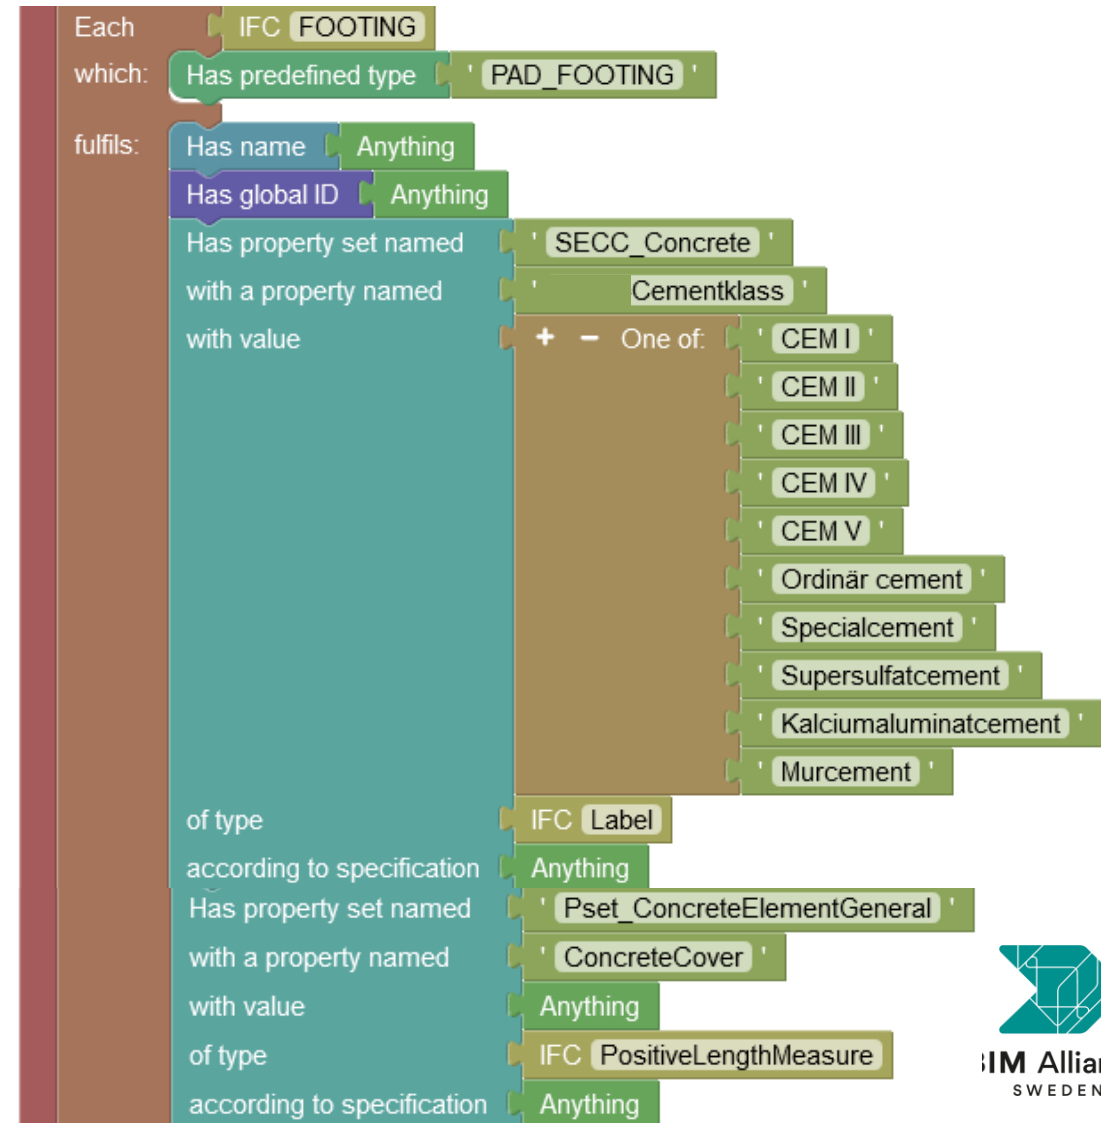 Each IFC FOOTING
which: Has predefined type ' PAD_FOOTING '
fulfils: Has name Anything
Has global ID Anything
Has property set named ' SECC_Concrete '
with a property named ' Cementklass '
with value + − One of: ' CEM I '
' CEM II '
' CEM III '
' CEM IV '
' CEM V '
' Ordinär cement '
' Specialcement '
' Supersulfatcement '
' Kalciumaluminatcement '
' Murcement '
of type IFC Label
according to specification Anything
Has property set named ' Pset_ConcreteElementGeneral '
with a property named ' ConcreteCover '
with value Anything
of type IFC PositiveLengthMeasure
according to specification Anything
IM Allia
SWEDEN